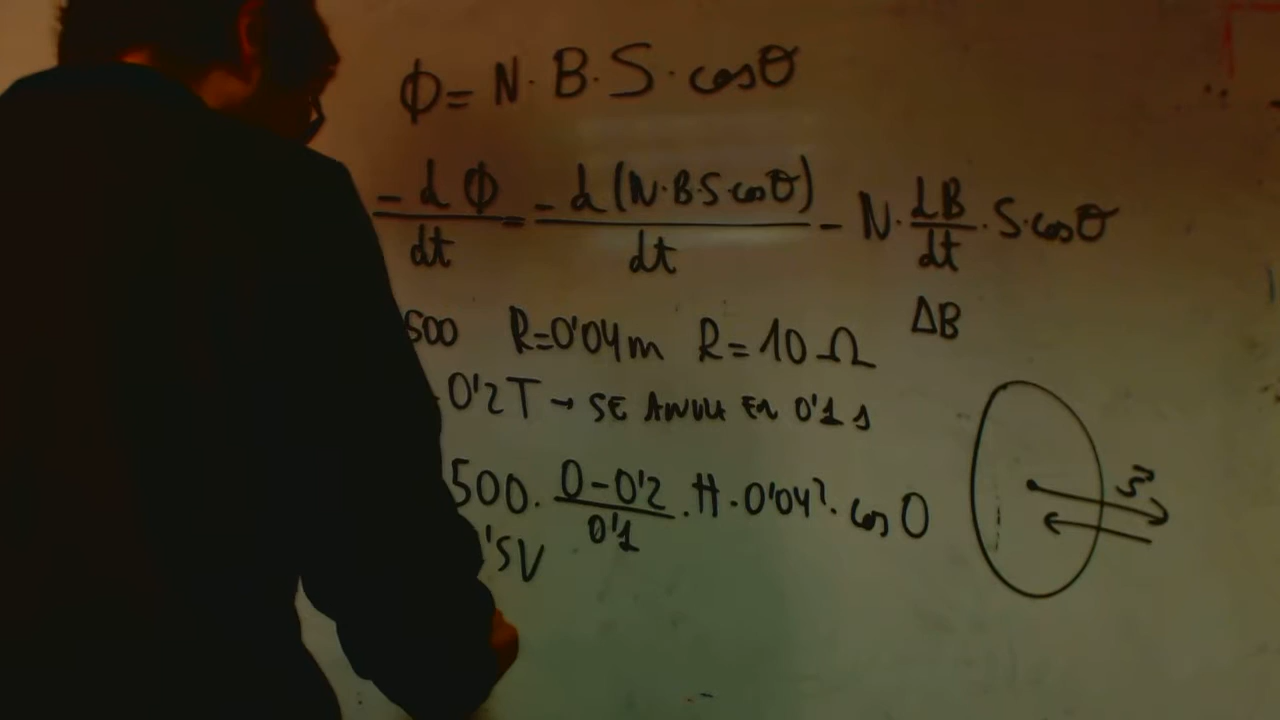 Φ = N · B · S · cosθ
-dΦ/dt = -d(N·B·S·cosθ)/dt - N · dB/dt · S · cosθ
ΔB
500 R=0'04m R=10Ω
0'2T → SE ANULA EN 0'1 s
500 · 0-0'2/0'1 · π · 0'04² · cos 0
'5V
S⃗